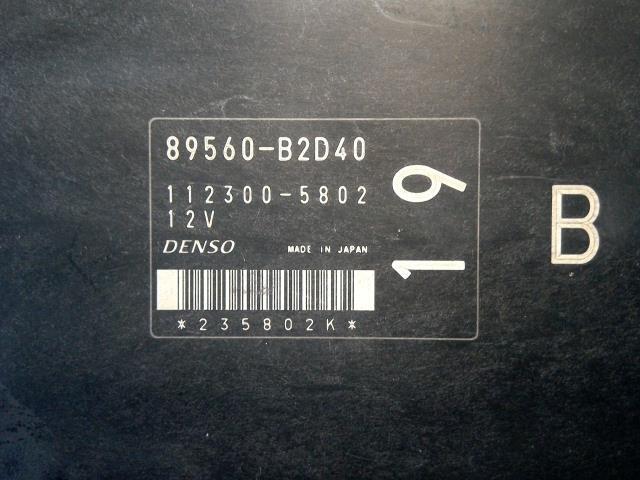 89560-B2D40
112300-5802
12V
DENSO MADE IN JAPAN
*235802K*
19
B